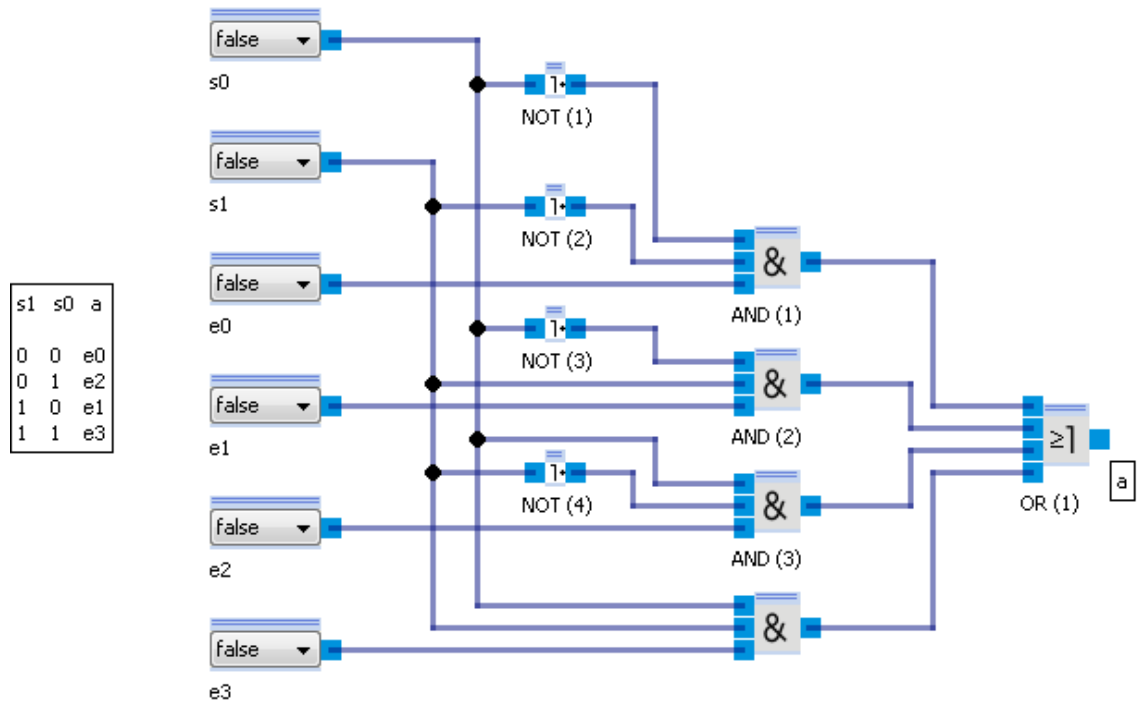 false
s0
NOT (1)
false
s1
NOT (2)
false
e0
&
AND (1)
s1 s0 a
0 0 e0
0 1 e2
1 0 e1
1 1 e3
NOT (3)
false
e1
&
AND (2)
≥1
a
OR (1)
NOT (4)
false
e2
&
AND (3)
false
e3
&
1
1
1
1